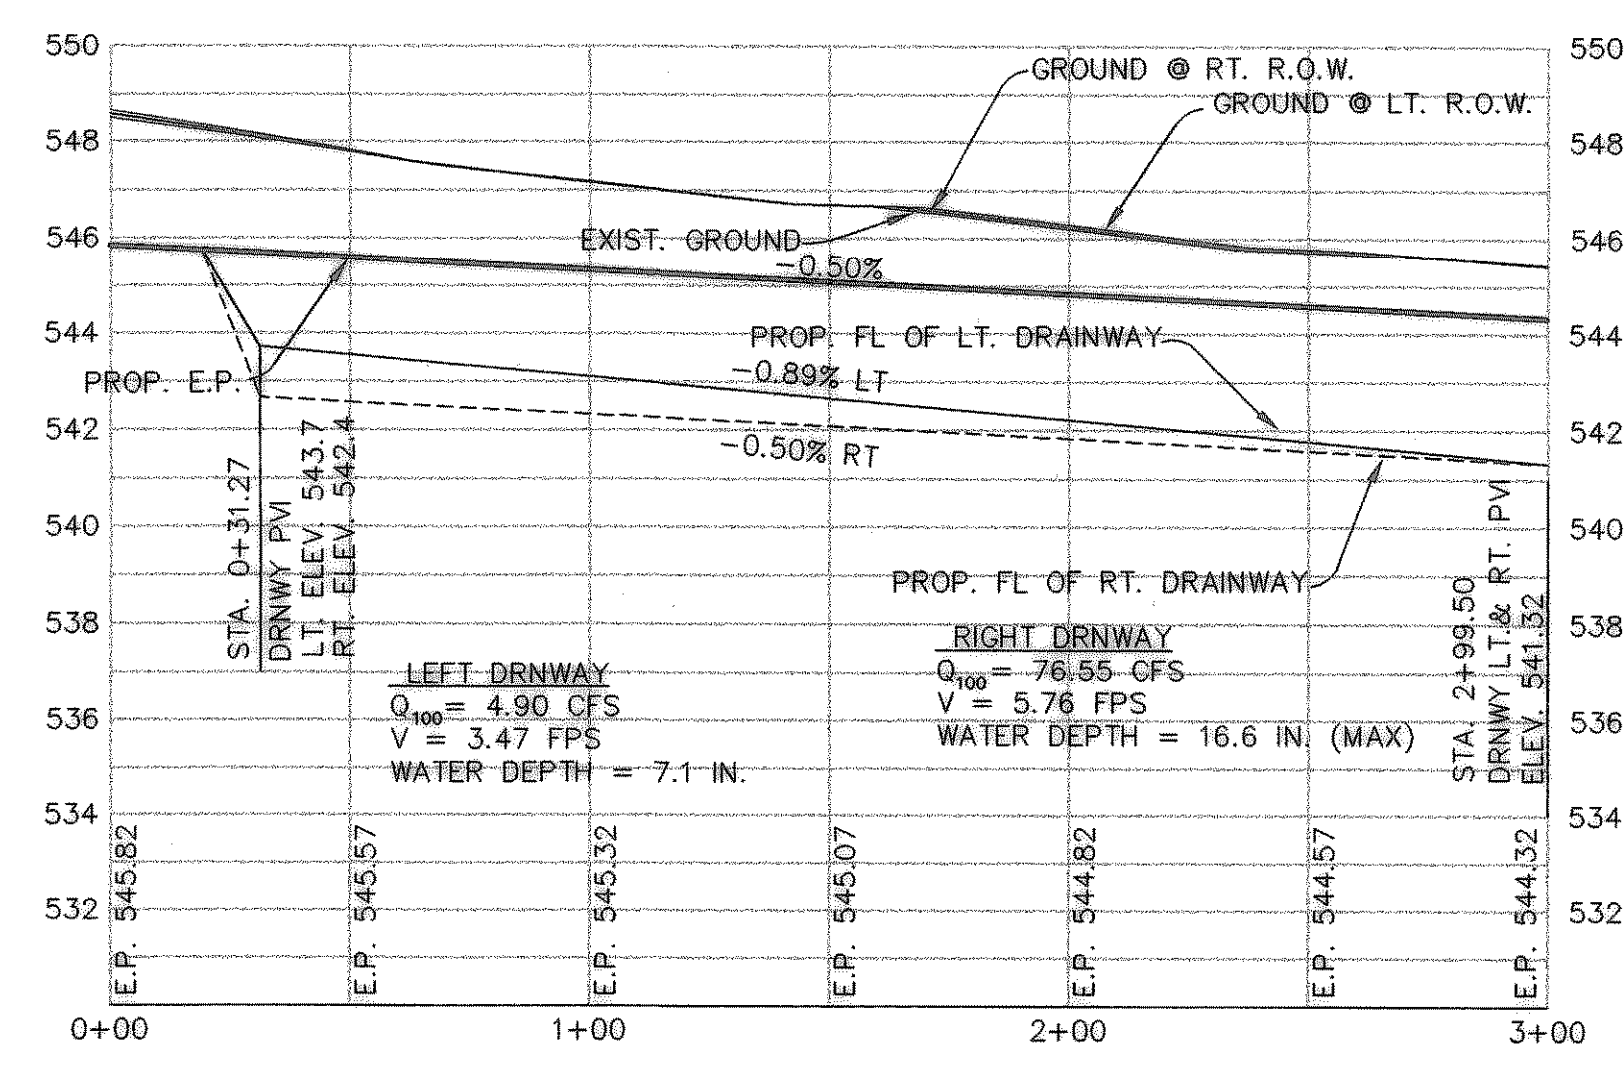 550
548
546
544
542
540
538
536
534
532
550
548
546
544
542
540
538
536
534
532
GROUND @ RT. R.O.W.
GROUND @ LT. R.O.W.
EXIST. GROUND
-0.50%
PROP. FL OF LT. DRAINWAY
-0.89% LT
PROP. E.P.
-0.50% RT
STA. 0+31.27
DRNWY PVI
LT. ELEV. 543.7
RT. ELEV. 542.4
PROP. FL OF RT. DRAINWAY
LEFT DRNWAY
Q100= 4.90 CFS
V = 3.47 FPS
WATER DEPTH = 7.1 IN.
RIGHT DRNWAY
Q100= 76.55 CFS
V = 5.76 FPS
WATER DEPTH = 16.6 IN. (MAX)
STA. 2+99.50
DRNWY LT.& RT. PVI
ELEV. 541.32
E.P. 545.82
E.P. 545.57
E.P. 545.32
E.P. 545.07
E.P. 544.82
E.P. 544.57
E.P. 544.32
0+00
1+00
2+00
3+00